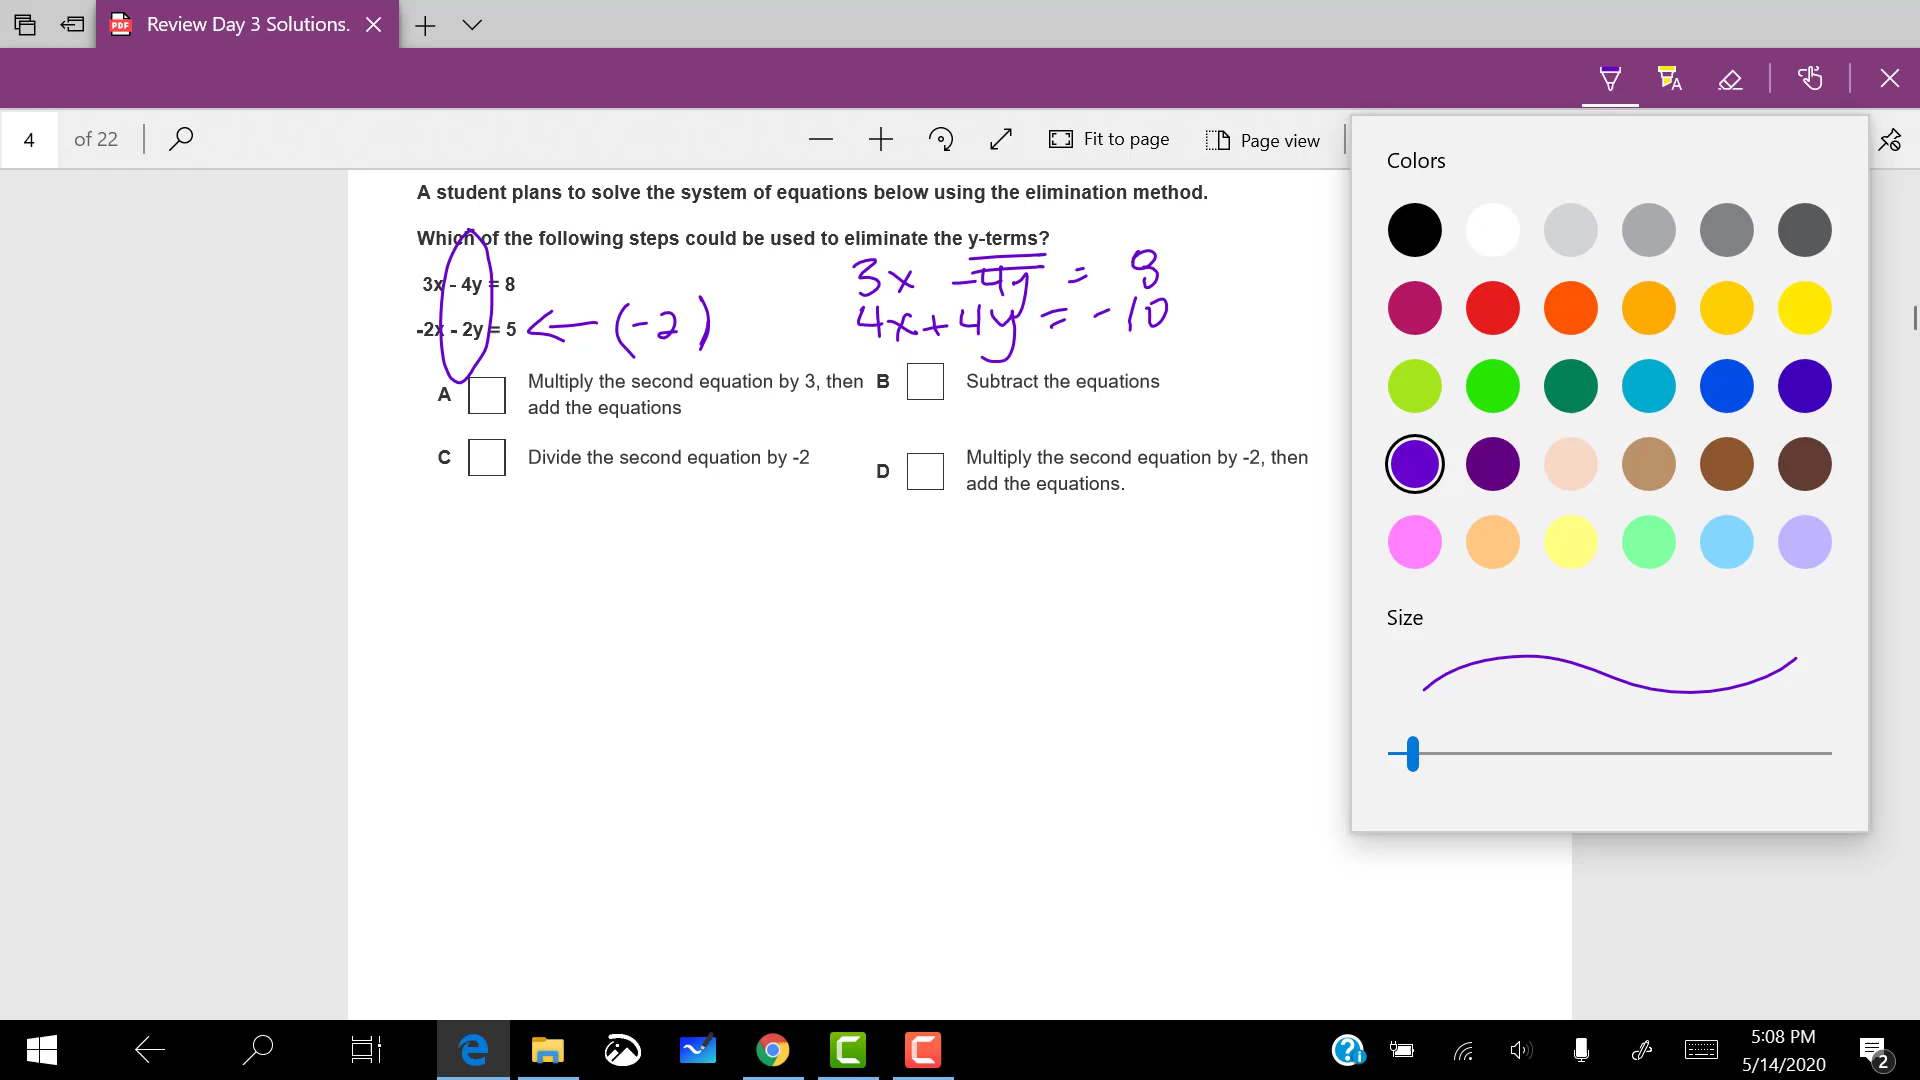 Review Day 3 Solutions.
4 of 22
Fit to page
Page view
A student plans to solve the system of equations below using the elimination method.
Which of the following steps could be used to eliminate the y-terms?
3x - 4y = 8
-2x - 2y = 5
(-2)
3x -4y = 8
4x+4y = -10
A Multiply the second equation by 3, then
add the equations
B Subtract the equations
C Divide the second equation by -2
D Multiply the second equation by -2, then
add the equations.
Colors
Size
5:08 PM
5/14/2020
2